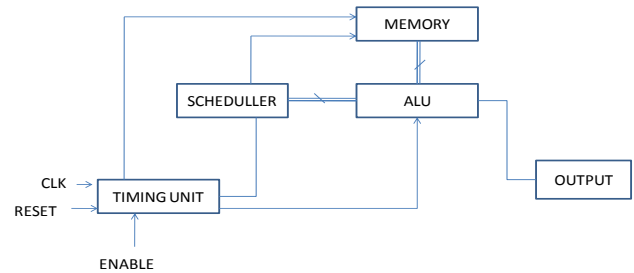 MEMORY
SCHEDULLER
ALU
CLK
TIMING UNIT
OUTPUT
RESET
ENABLE